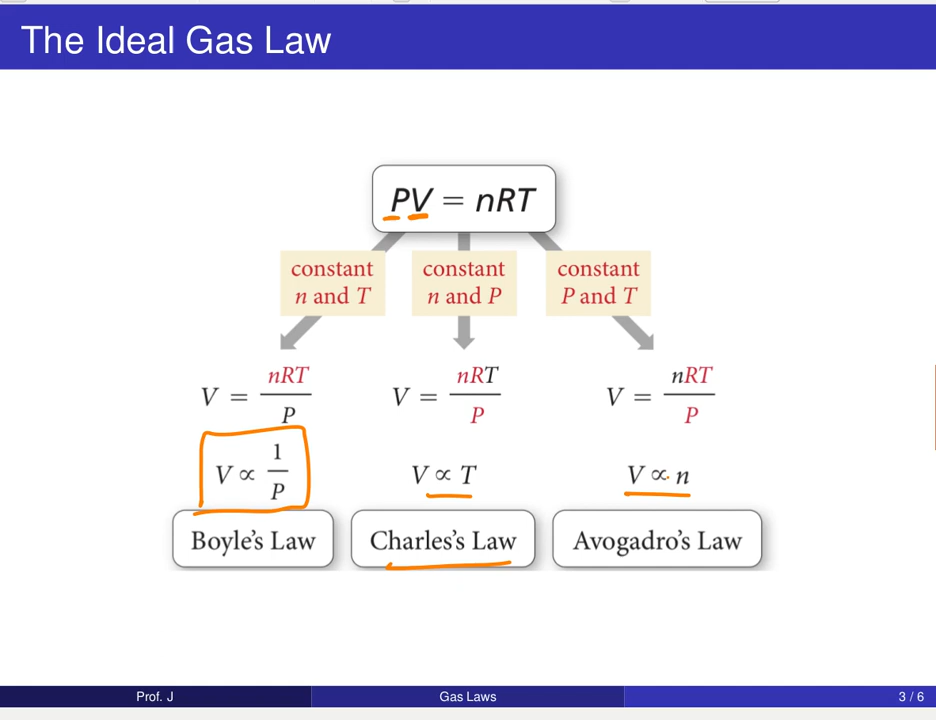 The Ideal Gas Law
PV = nRT
constant
n and T
constant
n and P
constant
P and T
V = nRT / P
V = nRT / P
V = nRT / P
V ∝ 1 / P
V ∝ T
V ∝ n
Boyle's Law
Charles's Law
Avogadro's Law
Prof. J
Gas Laws
3 / 6